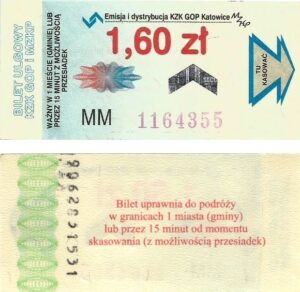 BILET ULGOWY
KZK GOP i MZKP
WAŻNY W 1 MIEŚCIE (GMINIE) LUB
PRZEZ 15 MINUT Z MOŻLIWOŚCIĄ
PRZESIADEK
Emisja i dystrybucja KZK GOP Katowice
1,60 zł
MM 1164355
TU
KASOWAĆ
Bilet uprawnia do podróży
w granicach 1 miasta (gminy)
lub przez 15 minut od momentu
skasowania (z możliwością przesiadek)